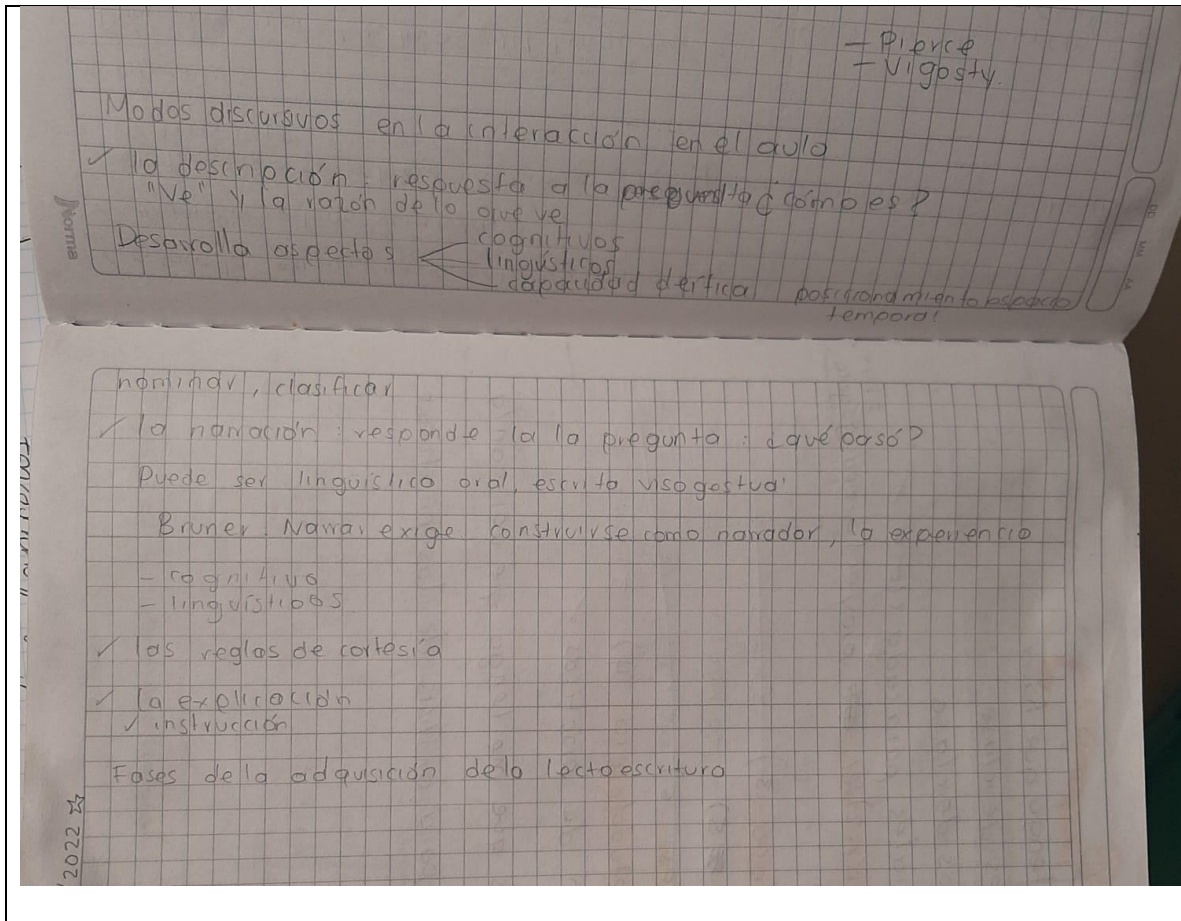 - Pierce
- Vigosty.
Modos discursivos en la interacción en el aula
✓ la descripción: respuesta a la pregunta ¿cómo es?
"Ve" y la razón de lo que ve
Desarrolla aspectos
cognitivos
lingüísticos
capacidad
posicionamiento espacio
temporal
Norma
nominar, clasificar
✓ la narración: responde a la pregunta: ¿qué pasó?
Puede ser lingüístico oral, escrito visogestual
Bruner Narrar exige construirse como narrador, la experiencia
- cognitivo
- lingüísticos
✓ las reglas de cortesía
✓ la explicación
✓ instrucción
Fases de la adquisición de la lectoescritura
2022